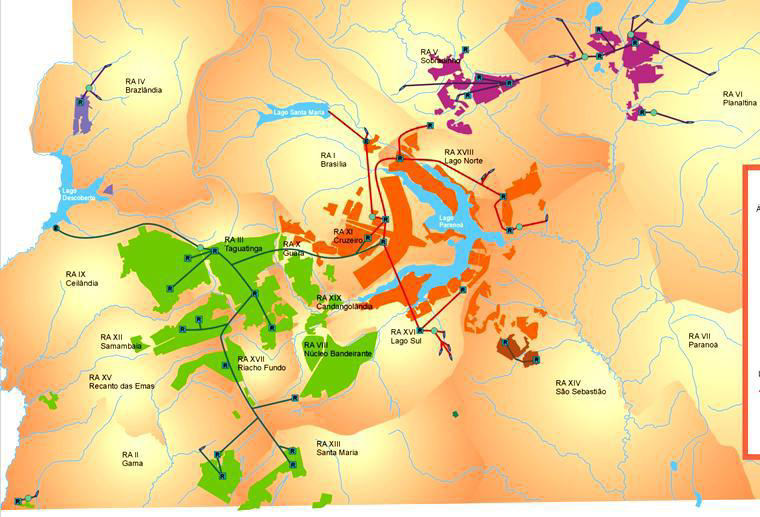 RA V
Sobradinho
RA IV
Brazlândia
RA VI
Planaltina
Lago Santa Maria
RA I
Brasília
RA XVIII
Lago Norte
Lago
Descoberto
Lago
Paranoá
RA III
Taguatinga
RA X
Guará
RA XI
Cruzeiro
RA IX
Ceilândia
RA XIX
Candangolândia
RA XII
Samambaia
RA VIII
Núcleo Bandeirante
RA XVI
Lago Sul
RA VII
Paranoá
RA XVII
Riacho Fundo
RA XV
Recanto das Emas
RA XIV
São Sebastião
RA II
Gama
RA XIII
Santa Maria